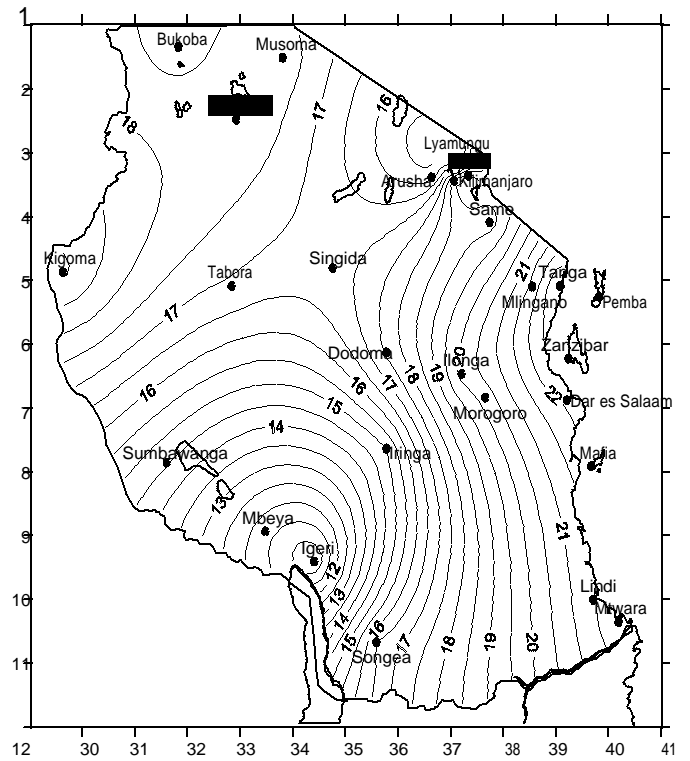 1
Bukoba
Musoma
2
17
16
18
Lyamungu
3
Arusha
Kilimanjaro
Same
4
Kigoma
Singida
21
Tabora
Tanga
5
Mlingano
Pemba
17
Zanzibar
6
Dodoma
Ilonga
20
19
18
17
16
16
22
Dar es Salaam
15
Morogoro
7
14
Sumbawanga
Iringa
Mafia
8
13
Mbeya
9
21
Igeri
12
Lindi
13
10
Mtwara
14
16
15
17
18
19
20
Songea
11
12 30 31 32 33 34 35 36 37 38 39 40 41